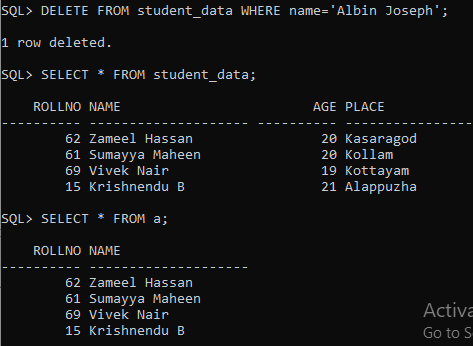 SQL> DELETE FROM student_data WHERE name='Albin Joseph';
1 row deleted.
SQL> SELECT * FROM student_data;
    ROLLNO NAME                        AGE PLACE
---------- -------------------- ---------- ---------------
        62 Zameel Hassan                20 Kasaragod
        61 Sumayya Maheen               20 Kollam
        69 Vivek Nair                   19 Kottayam
        15 Krishnendu B                 21 Alappuzha
SQL> SELECT * FROM a;
    ROLLNO NAME
---------- --------------------
        62 Zameel Hassan
        61 Sumayya Maheen
        69 Vivek Nair
        15 Krishnendu B
Activa
Go to S